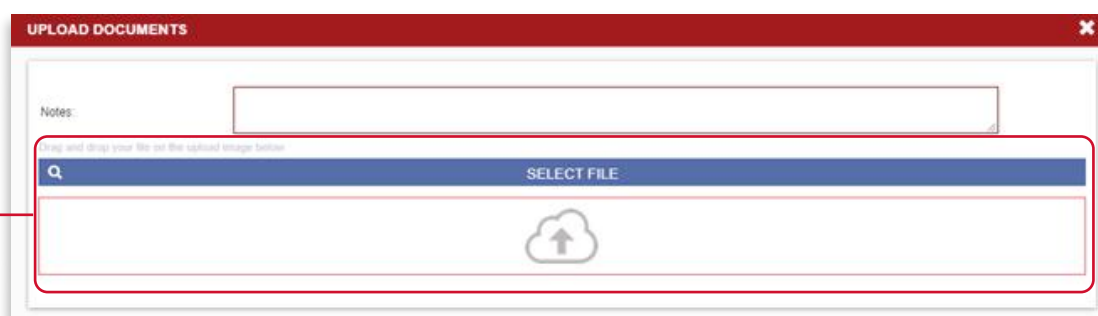 UPLOAD DOCUMENTS
Notes:
Drag and drop your file on the upload image below
SELECT FILE